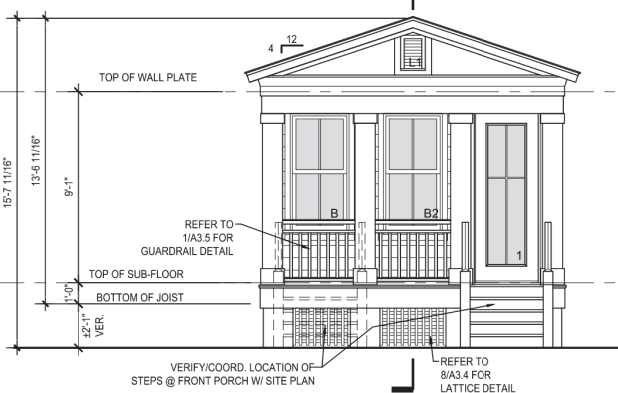 12
4
L1
TOP OF WALL PLATE
15'-7 11/16"
13'-6 11/16"
9'-1"
B
B2
1
REFER TO
1/A3.5 FOR
GUARDRAIL DETAIL
TOP OF SUB-FLOOR
1'-0"
BOTTOM OF JOIST
±2'-1"
VER.
VERIFY/COORD. LOCATION OF
STEPS @ FRONT PORCH W/ SITE PLAN
REFER TO
8/A3.4 FOR
LATTICE DETAIL